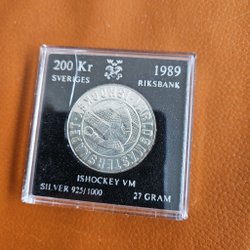 200 Kr 1989
SVERIGES RIKSBANK
ISHOCKEY VM
SILVER 925/1000 27 GRAM